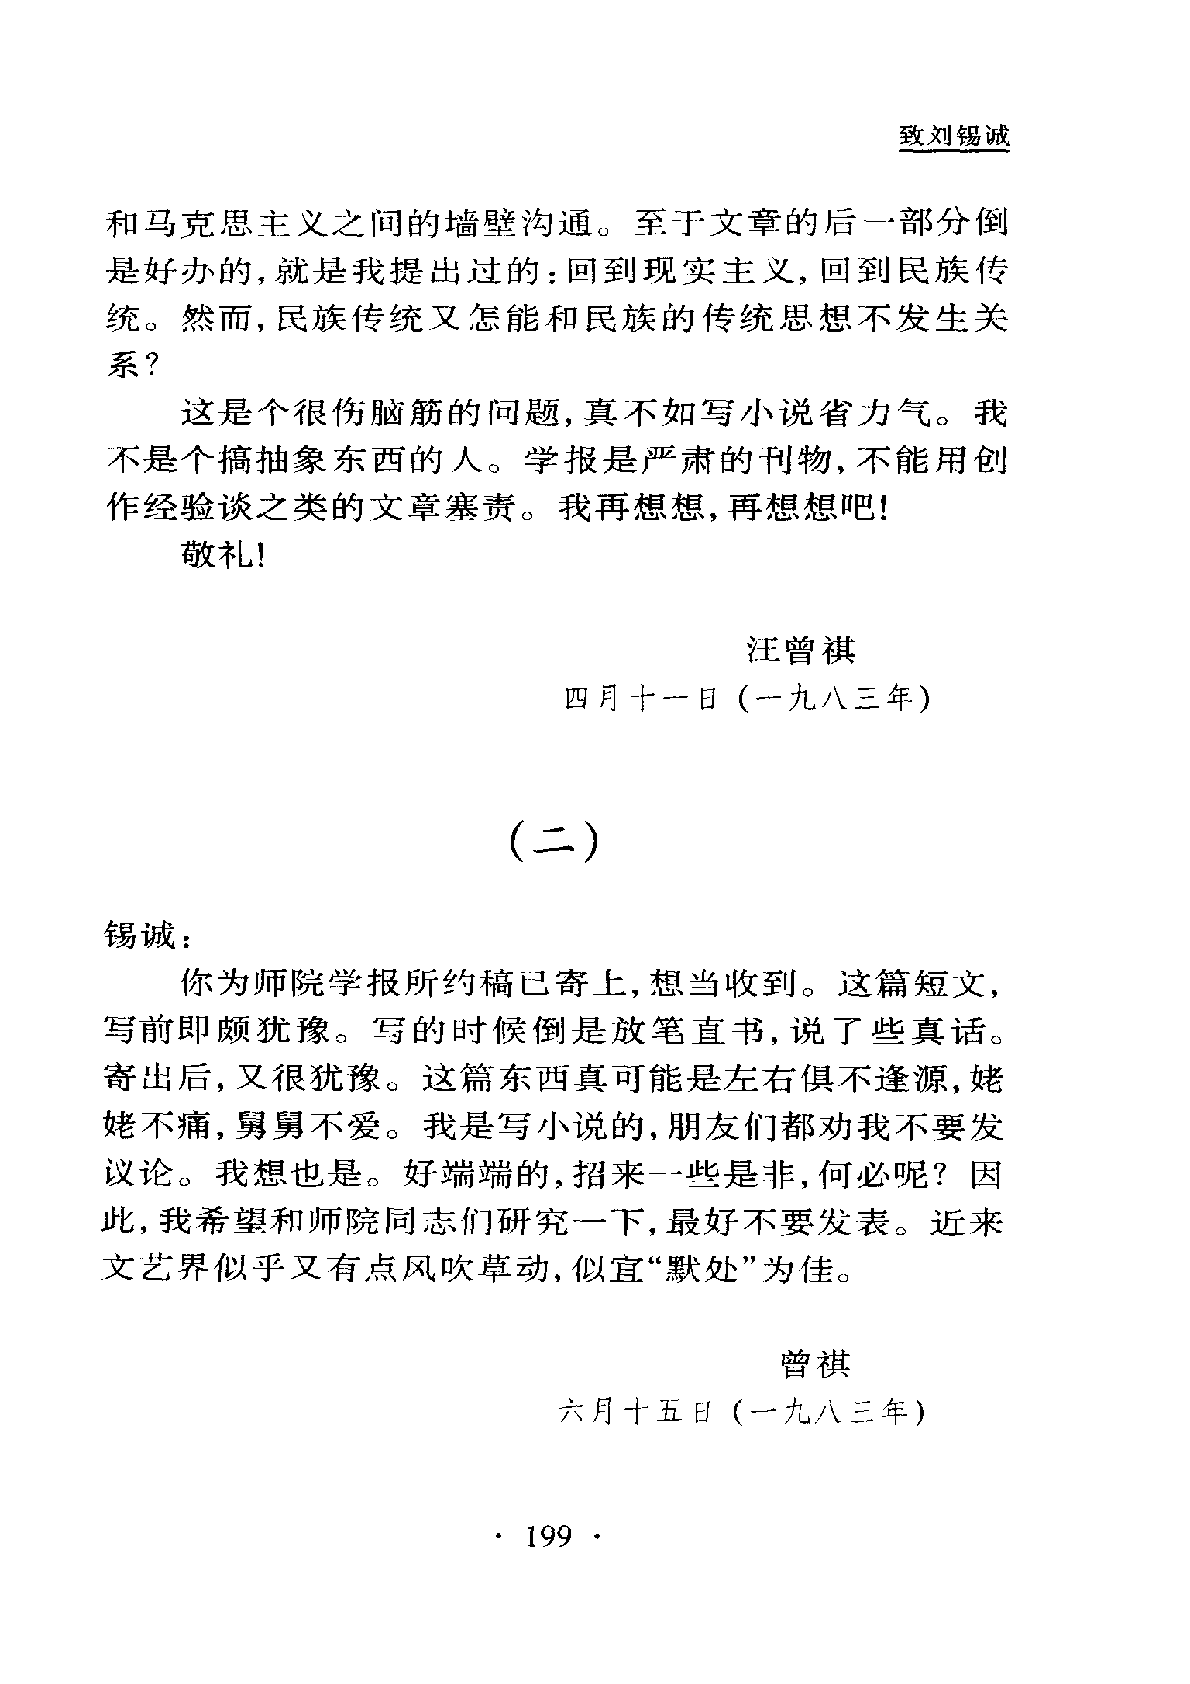 致刘锡诚
和马克思主义之间的墙壁沟通。至于文章的后一部分倒
是好办的,就是我提出过的:回到现实主义,回到民族传
统。然而,民族传统又怎能和民族的传统思想不发生关
系?
这是个很伤脑筋的问题,真不如写小说省力气。我
不是个搞抽象东西的人。学报是严肃的刊物,不能用创
作经验谈之类的文章塞责。我再想想,再想想吧!
敬礼!
汪曾祺
四月十一日(一九八三年)
(二)
锡诚:
你为师院学报所约稿已寄上,想当收到。这篇短文,
写前即颇犹豫。写的时候倒是放笔直书,说了些真话。
寄出后,又很犹豫。这篇东西真可能是左右俱不逢源,姥
姥不痛,舅舅不爱。我是写小说的,朋友们都劝我不要发
议论。我想也是。好端端的,招来一些是非,何必呢?因
此,我希望和师院同志们研究一下,最好不要发表。近来
文艺界似乎又有点风吹草动,似宜“默处”为佳。
曾祺
六月十五日(一九八三年)
· 199 ·